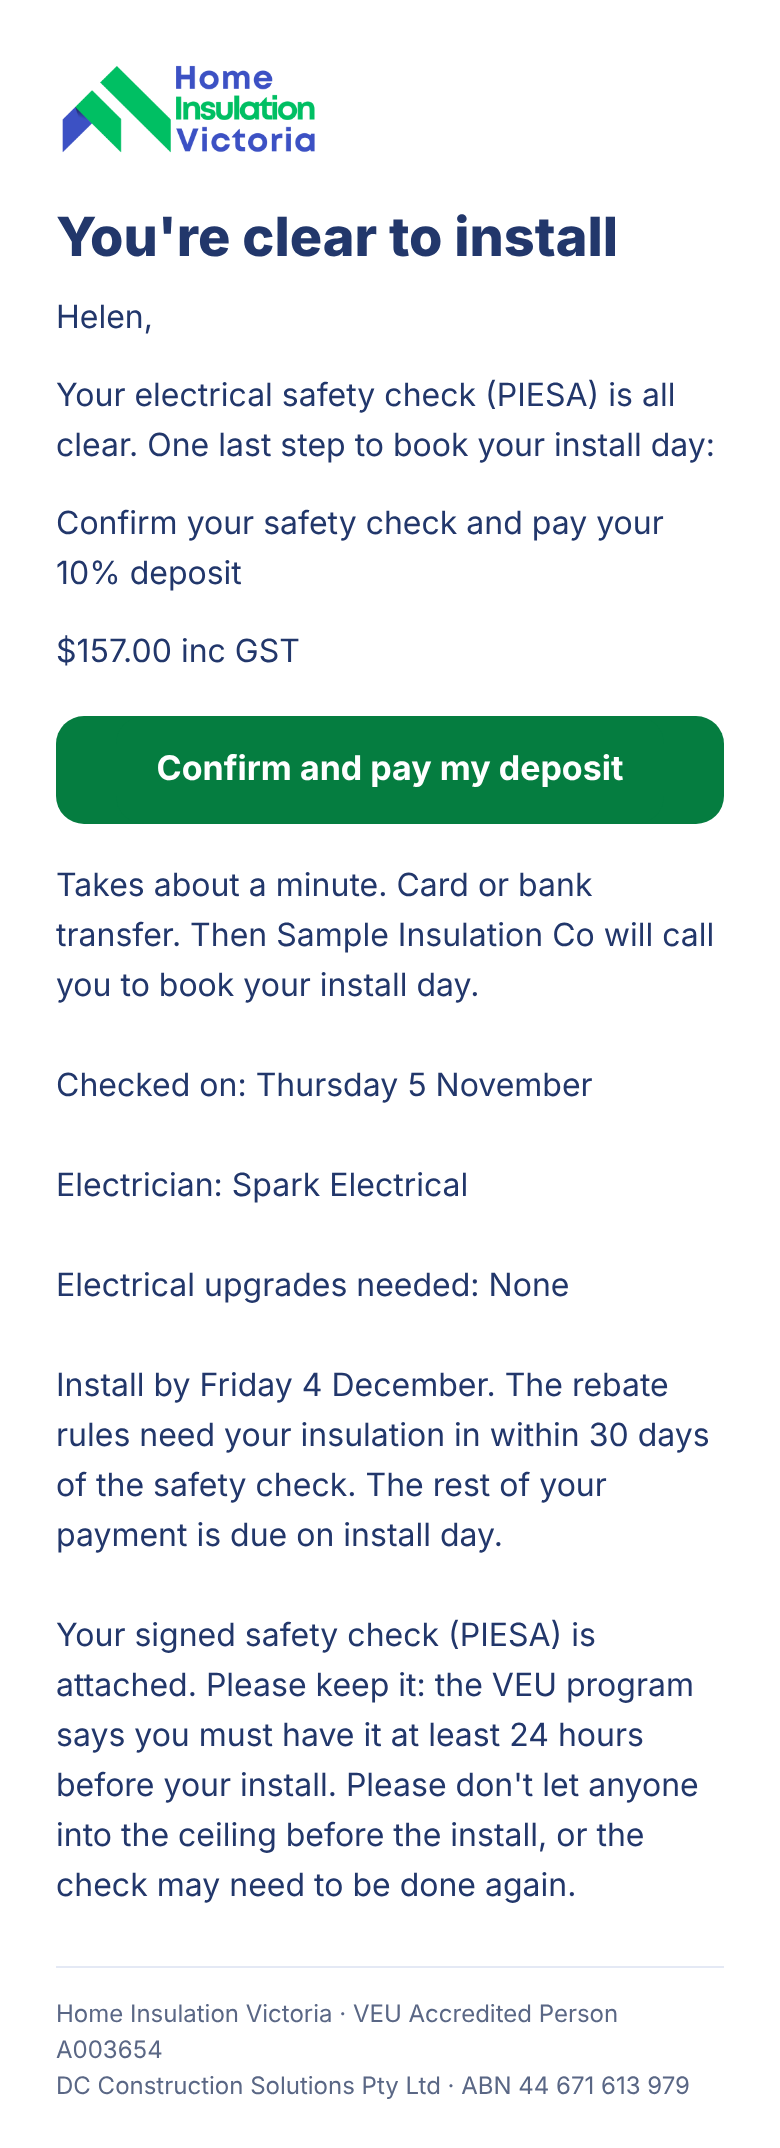 Home
Insulation
Victoria
You're clear to install
Helen,
Your electrical safety check (PIESA) is all
clear. One last step to book your install day:
Confirm your safety check and pay your
10% deposit
$157.00 inc GST
Confirm and pay my deposit
Takes about a minute. Card or bank
transfer. Then Sample Insulation Co will call
you to book your install day.
Checked on: Thursday 5 November
Electrician: Spark Electrical
Electrical upgrades needed: None
Install by Friday 4 December. The rebate
rules need your insulation in within 30 days
of the safety check. The rest of your
payment is due on install day.
Your signed safety check (PIESA) is
attached. Please keep it: the VEU program
says you must have it at least 24 hours
before your install. Please don't let anyone
into the ceiling before the install, or the
check may need to be done again.
Home Insulation Victoria · VEU Accredited Person
A003654
DC Construction Solutions Pty Ltd · ABN 44 671 613 979